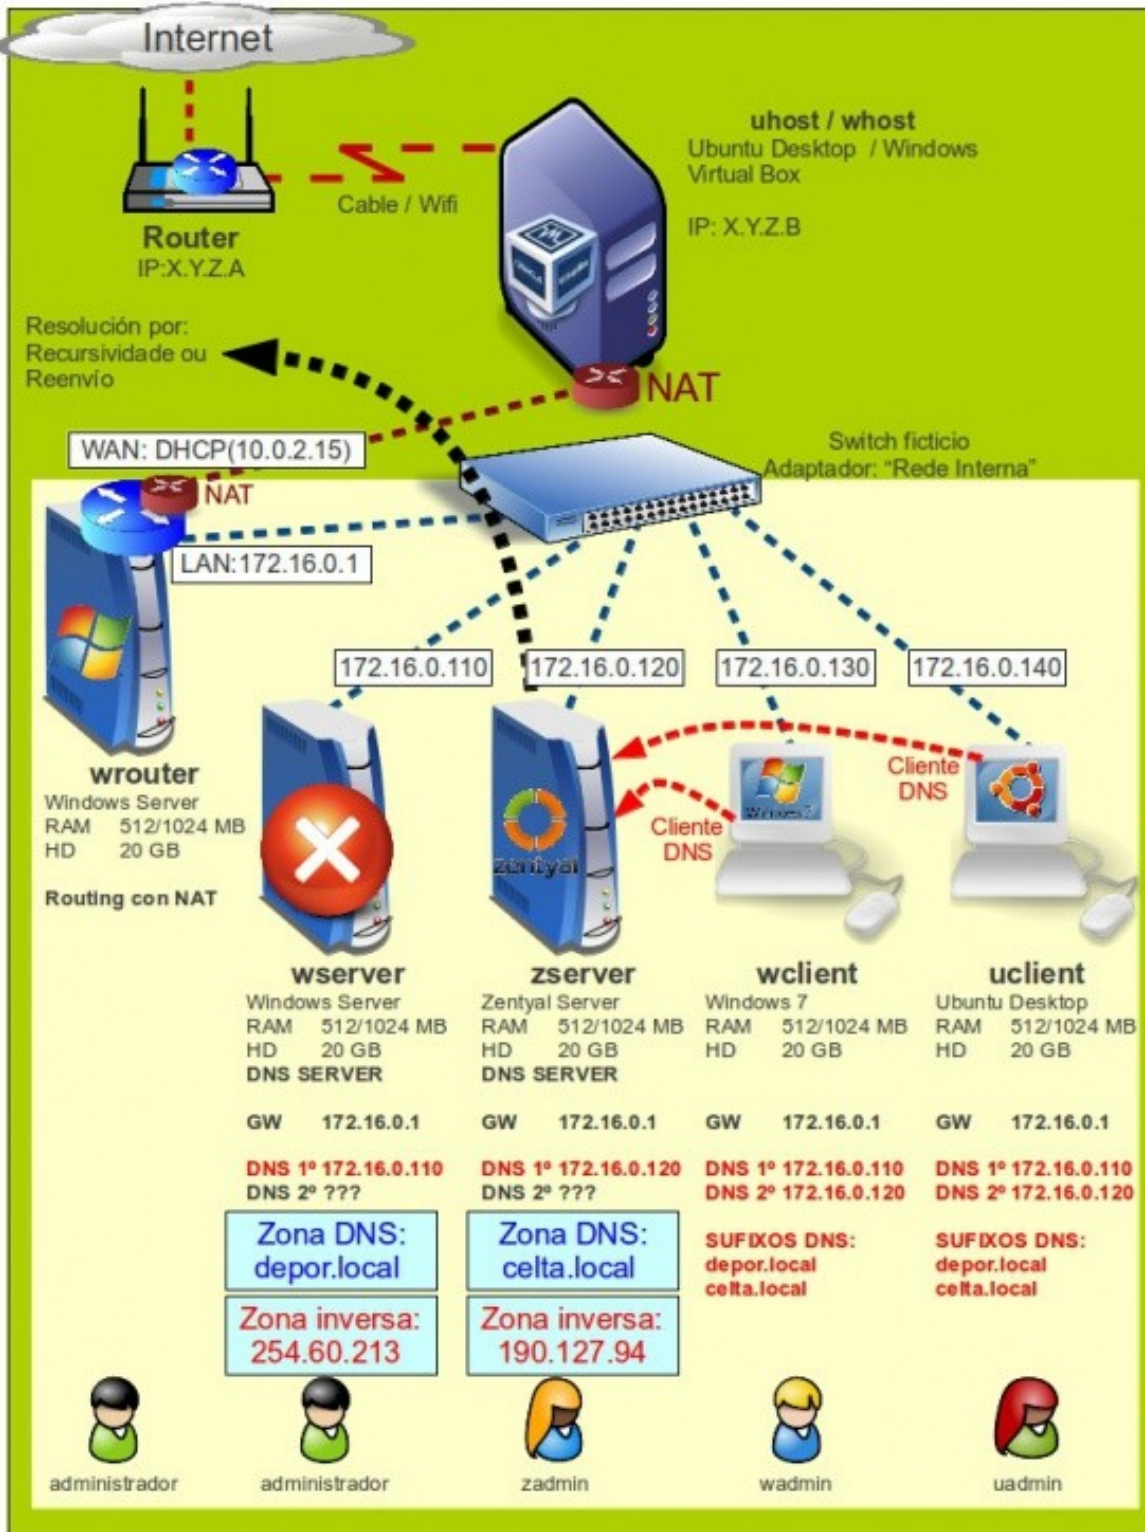 Internet
uhost / whost
Ubuntu Desktop / Windows
Virtual Box
IP: X.Y.Z.B
Cable / Wifi
Router
IP:X.Y.Z.A
Resolución por:
Recursividade ou
Reenvío
NAT
WAN: DHCP(10.0.2.15)
Switch ficticio
Adaptador: “Rede Interna”
NAT
LAN:172.16.0.1
172.16.0.110
172.16.0.120
172.16.0.130
172.16.0.140
wrouter
Windows Server
RAM 512/1024 MB
HD 20 GB
Routing con NAT
zentyal
Cliente
DNS
Windows 7
Cliente
DNS
wserver
Windows Server
RAM 512/1024 MB
HD 20 GB
DNS SERVER
GW 172.16.0.1
DNS 1º 172.16.0.110
DNS 2º ???
Zona DNS:
depor.local
Zona inversa:
254.60.213
zserver
Zentyal Server
RAM 512/1024 MB
HD 20 GB
DNS SERVER
GW 172.16.0.1
DNS 1º 172.16.0.120
DNS 2º ???
Zona DNS:
celta.local
Zona inversa:
190.127.94
wclient
Windows 7
RAM 512/1024 MB
HD 20 GB
GW 172.16.0.1
DNS 1º 172.16.0.110
DNS 2º 172.16.0.120
SUFIXOS DNS:
depor.local
celta.local
uclient
Ubuntu Desktop
RAM 512/1024 MB
HD 20 GB
GW 172.16.0.1
DNS 1º 172.16.0.110
DNS 2º 172.16.0.120
SUFIXOS DNS:
depor.local
celta.local
administrador
administrador
zadmin
wadmin
uadmin